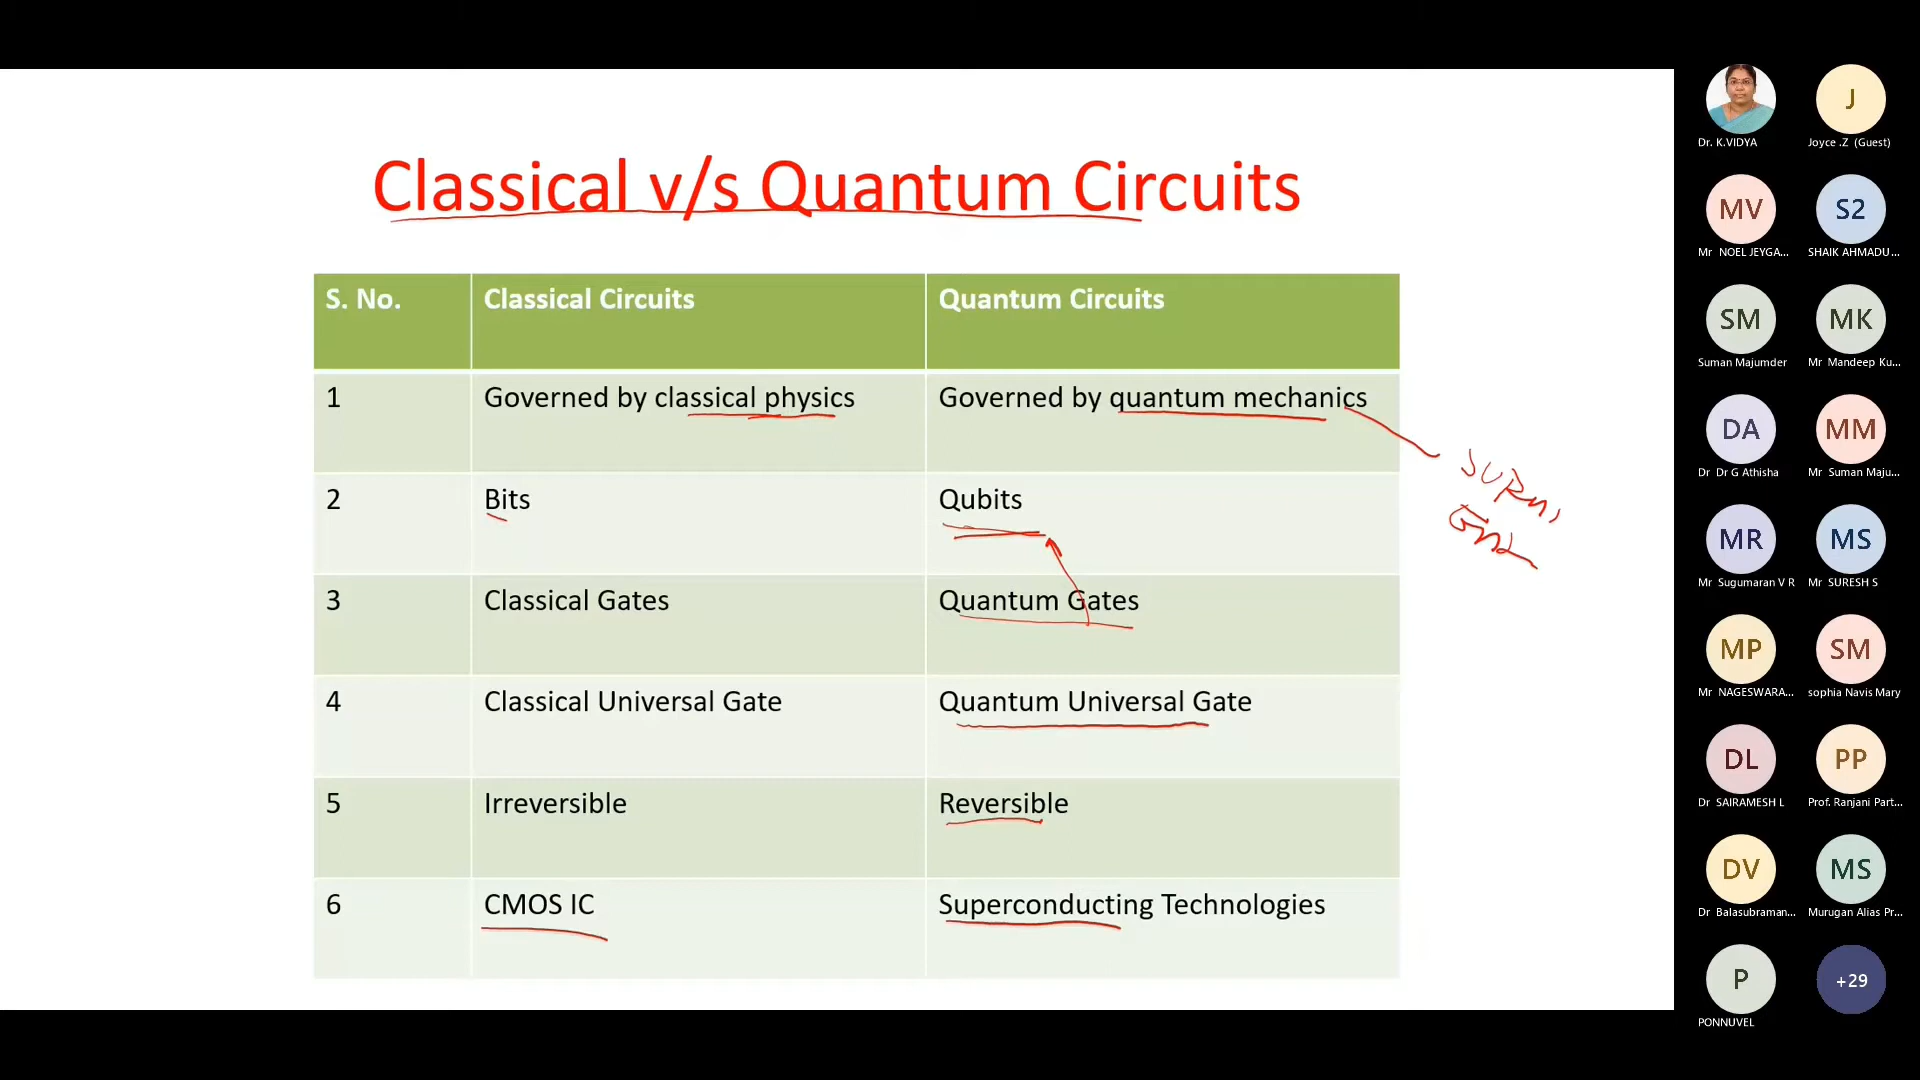 Classical v/s Quantum Circuits
S. No. Classical Circuits Quantum Circuits
1 Governed by classical physics Governed by quantum mechanics
2 Bits Qubits
3 Classical Gates Quantum Gates
4 Classical Universal Gate Quantum Universal Gate
5 Irreversible Reversible
6 CMOS IC Superconducting Technologies
J
Dr. K.VIDYA Joyce .Z (Guest)
MV S2
Mr NOEL JEYGA... SHAIK AHMADU...
SM MK
Suman Majumder Mr Mandeep Ku...
DA MM
Dr Dr G Athisha Mr Suman Maju...
MR MS
Mr Sugumaran V R Mr SURESH S
MP SM
Mr NAGESWARA... sophia Navis Mary
DL PP
Dr SAIRAMESH L Prof. Ranjani Part...
DV MS
Dr Balasubraman... Murugan Alias Pr...
P +29
PONNUVEL